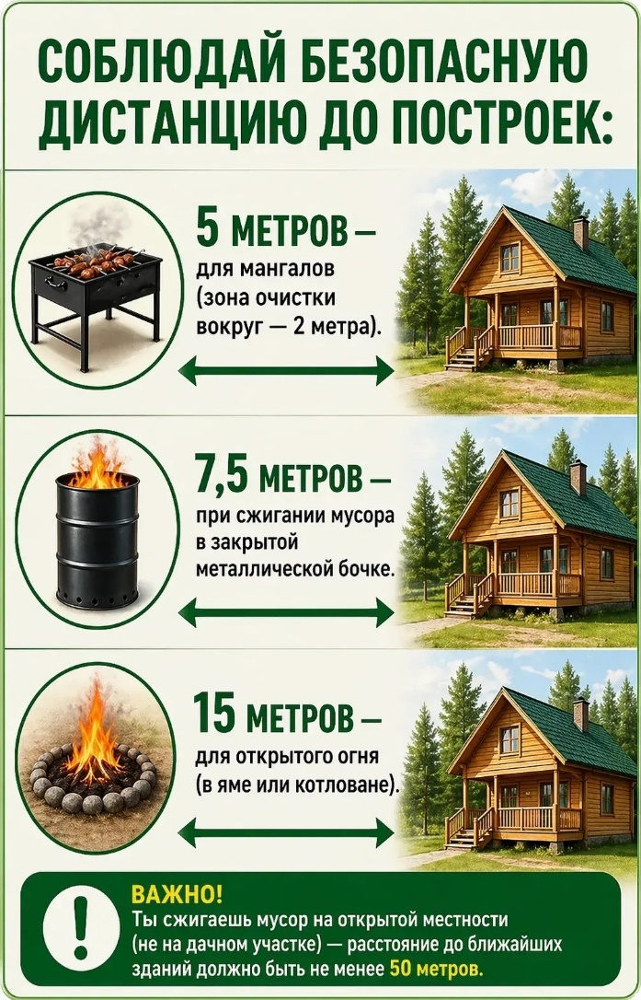 СОБЛЮДАЙ БЕЗОПАСНУЮ
ДИСТАНЦИЮ ДО ПОСТРОЕК:
5 МЕТРОВ –
для мангалов
(зона очистки
вокруг — 2 метра).
7,5 МЕТРОВ –
при сжигании мусора
в закрытой
металлической бочке.
15 МЕТРОВ –
для открытого огня
(в яме или котловане).
!
ВАЖНО!
Ты сжигаешь мусор на открытой местности
(не на дачном участке) — расстояние до ближайших
зданий должно быть не менее 50 метров.